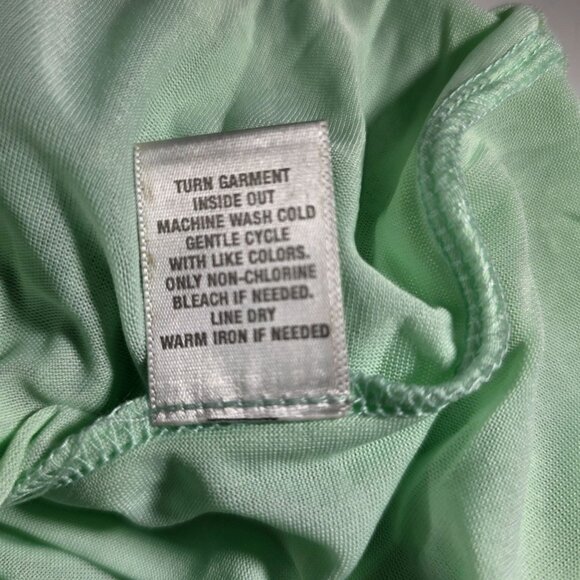 TURN GARMENT
INSIDE OUT
MACHINE WASH COLD
GENTLE CYCLE
WITH LIKE COLORS.
ONLY NON-CHLORINE
BLEACH IF NEEDED.
LINE DRY
WARM IRON IF NEEDED